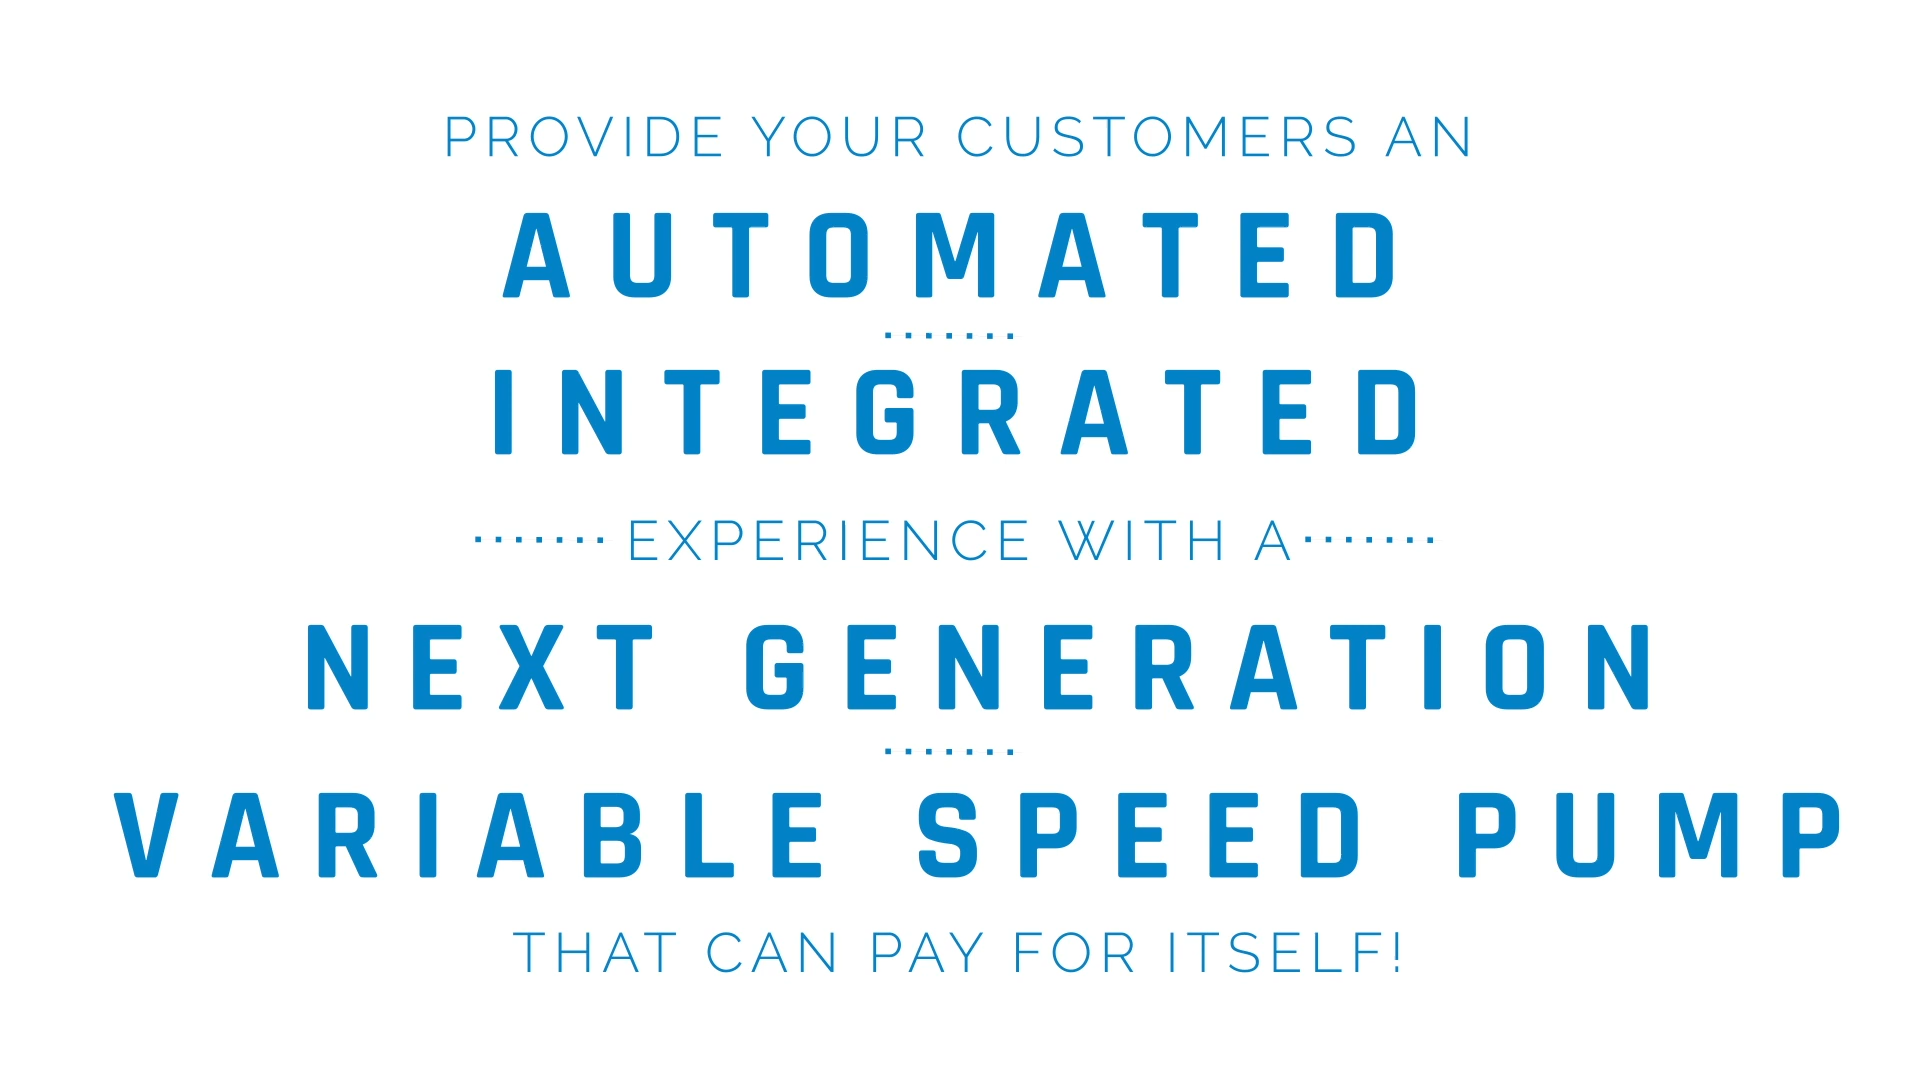 PROVIDE YOUR CUSTOMERS AN
AUTOMATED
INTEGRATED
EXPERIENCE WITH A
NEXT GENERATION
VARIABLE SPEED PUMP
THAT CAN PAY FOR ITSELF!